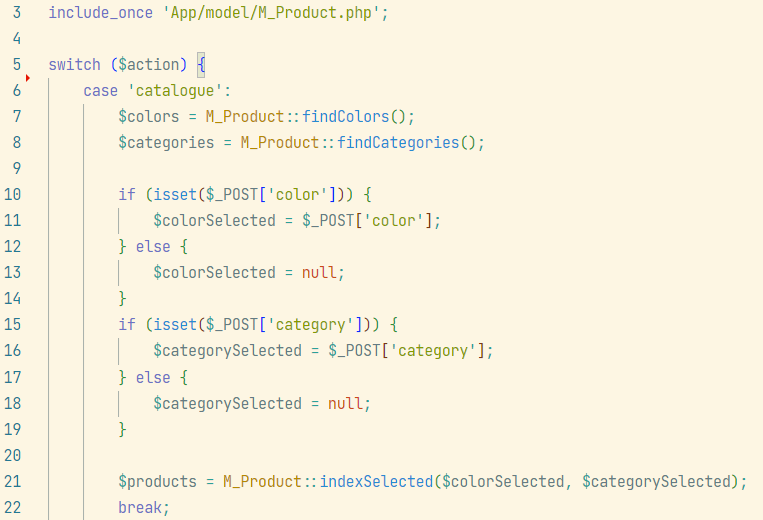 3 include_once 'App/model/M_Product.php';
4
5 switch ($action) {
6 case 'catalogue':
7 $colors = M_Product::findColors();
8 $categories = M_Product::findCategories();
9
10 if (isset($_POST['color'])) {
11 $colorSelected = $_POST['color'];
12 } else {
13 $colorSelected = null;
14 }
15 if (isset($_POST['category'])) {
16 $categorySelected = $_POST['category'];
17 } else {
18 $categorySelected = null;
19 }
20
21 $products = M_Product::indexSelected($colorSelected, $categorySelected);
22 break;